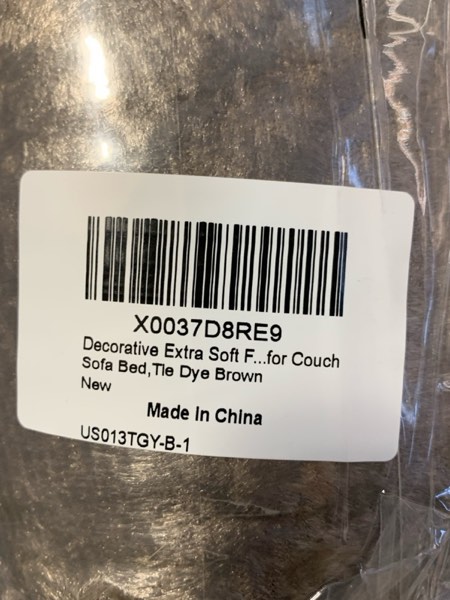 X0037D8RE9
Decorative Extra Soft F...for Couch
Sofa Bed,Tie Dye Brown
New
Made in China
US013TGY-B-1